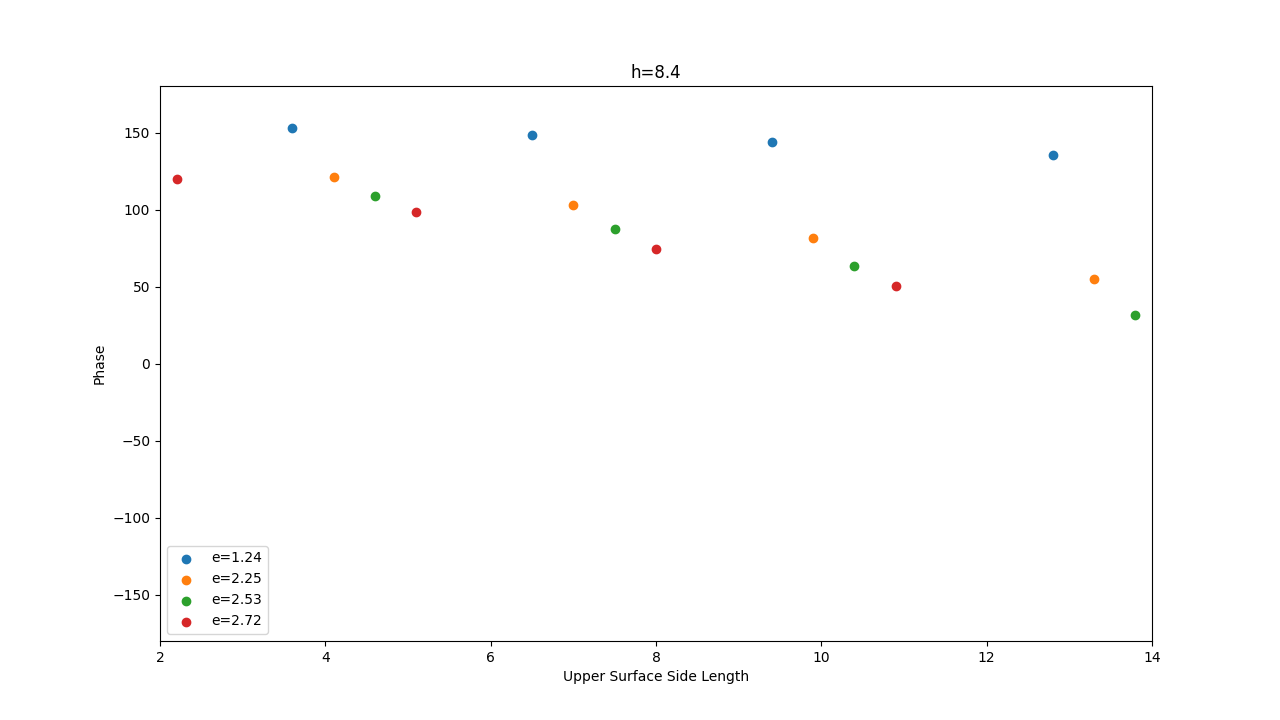 h=8.4
Phase
150
100
50
0
−50
−100
−150
e=1.24
e=2.25
e=2.53
e=2.72
2 4 6 8 10 12 14
Upper Surface Side Length